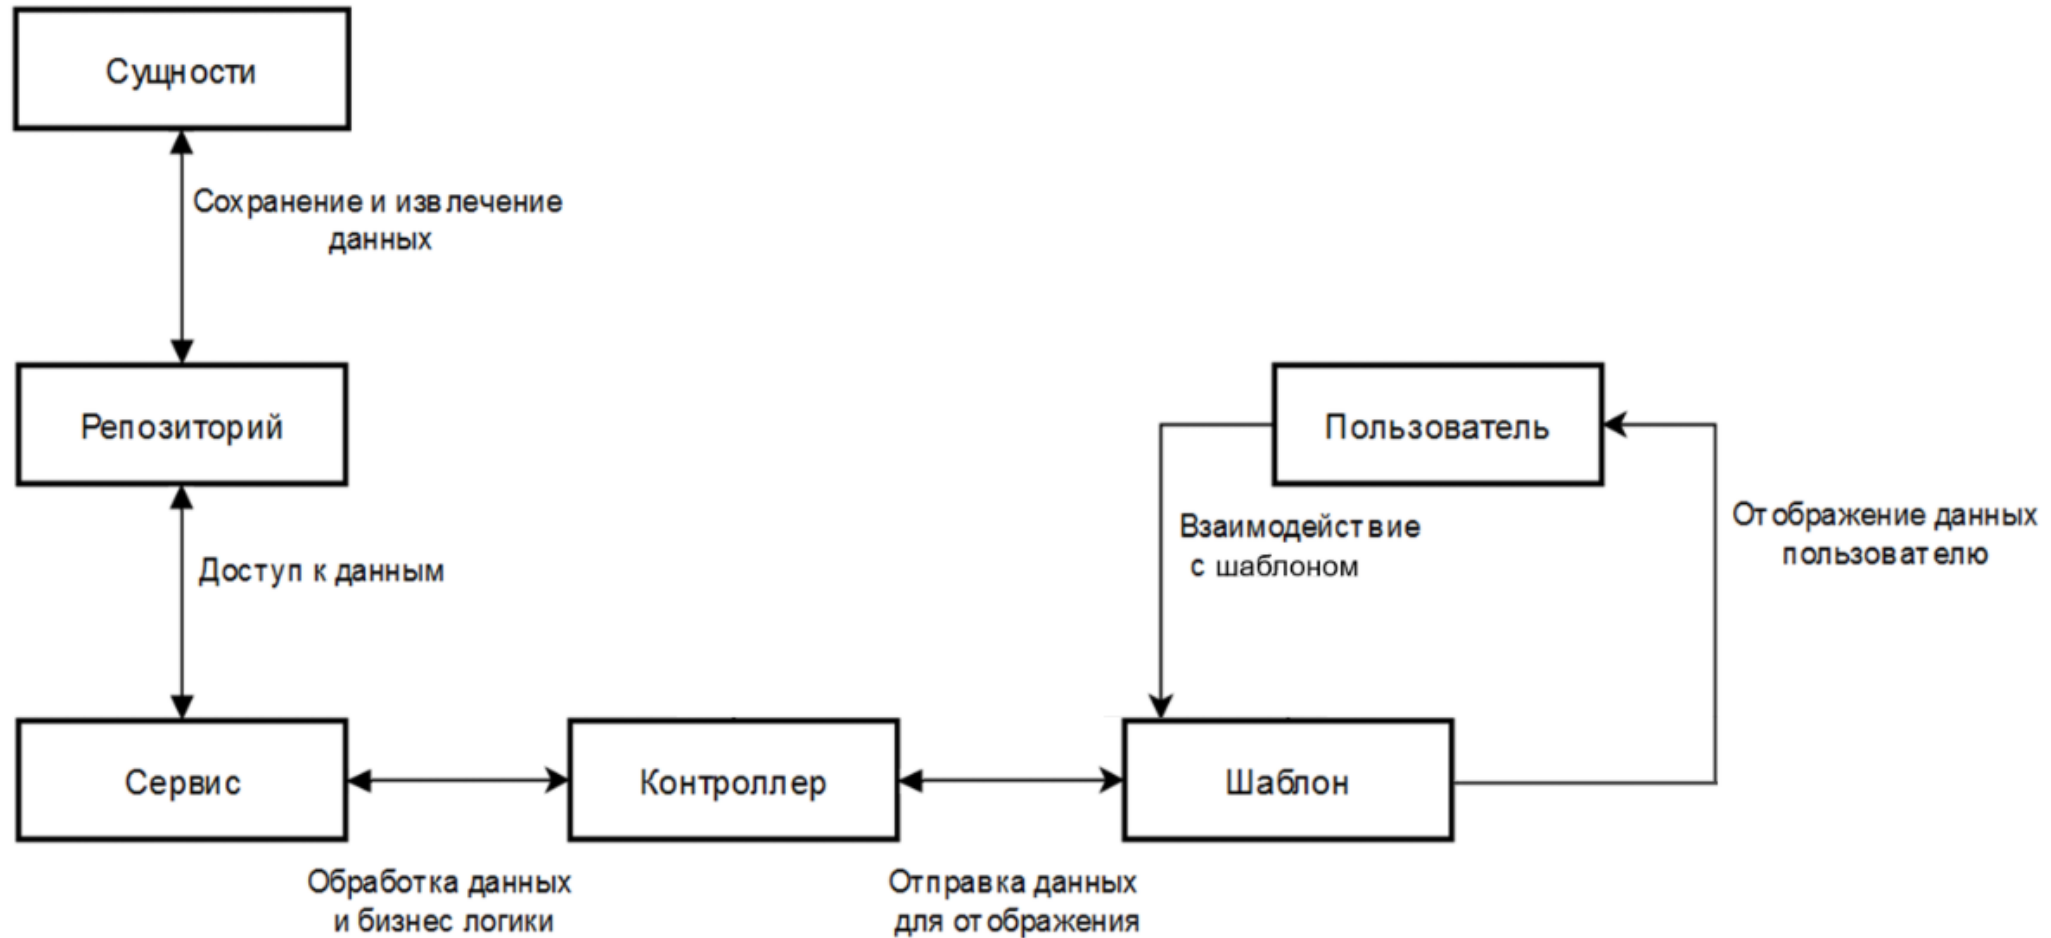 Сущности
Сохранение и извлечение
данных
Репозиторий
Пользователь
Доступ к данным
Взаимодействие
с шаблоном
Отображение данных
пользователю
Сервис
Контроллер
Шаблон
Обработка данных
и бизнес логики
Отправка данных
для отображения